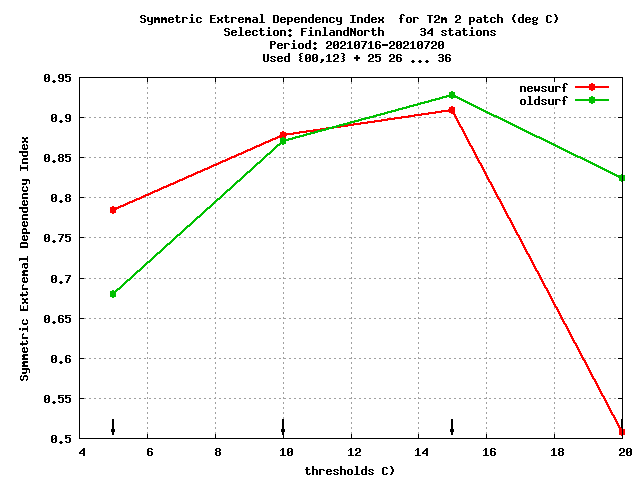 Symmetric Extremal Dependency Index for T2m 2 patch (deg C)
Selection: FinlandNorth 34 stations
Period: 20210716-20210720
Used {00,12} + 25 26 ... 36
newsurf
oldsurf
0.95
0.9
0.85
0.8
0.75
0.7
0.65
0.6
0.55
0.5
Symmetric Extremal Dependency Index
4 6 8 10 12 14 16 18 20
thresholds C)